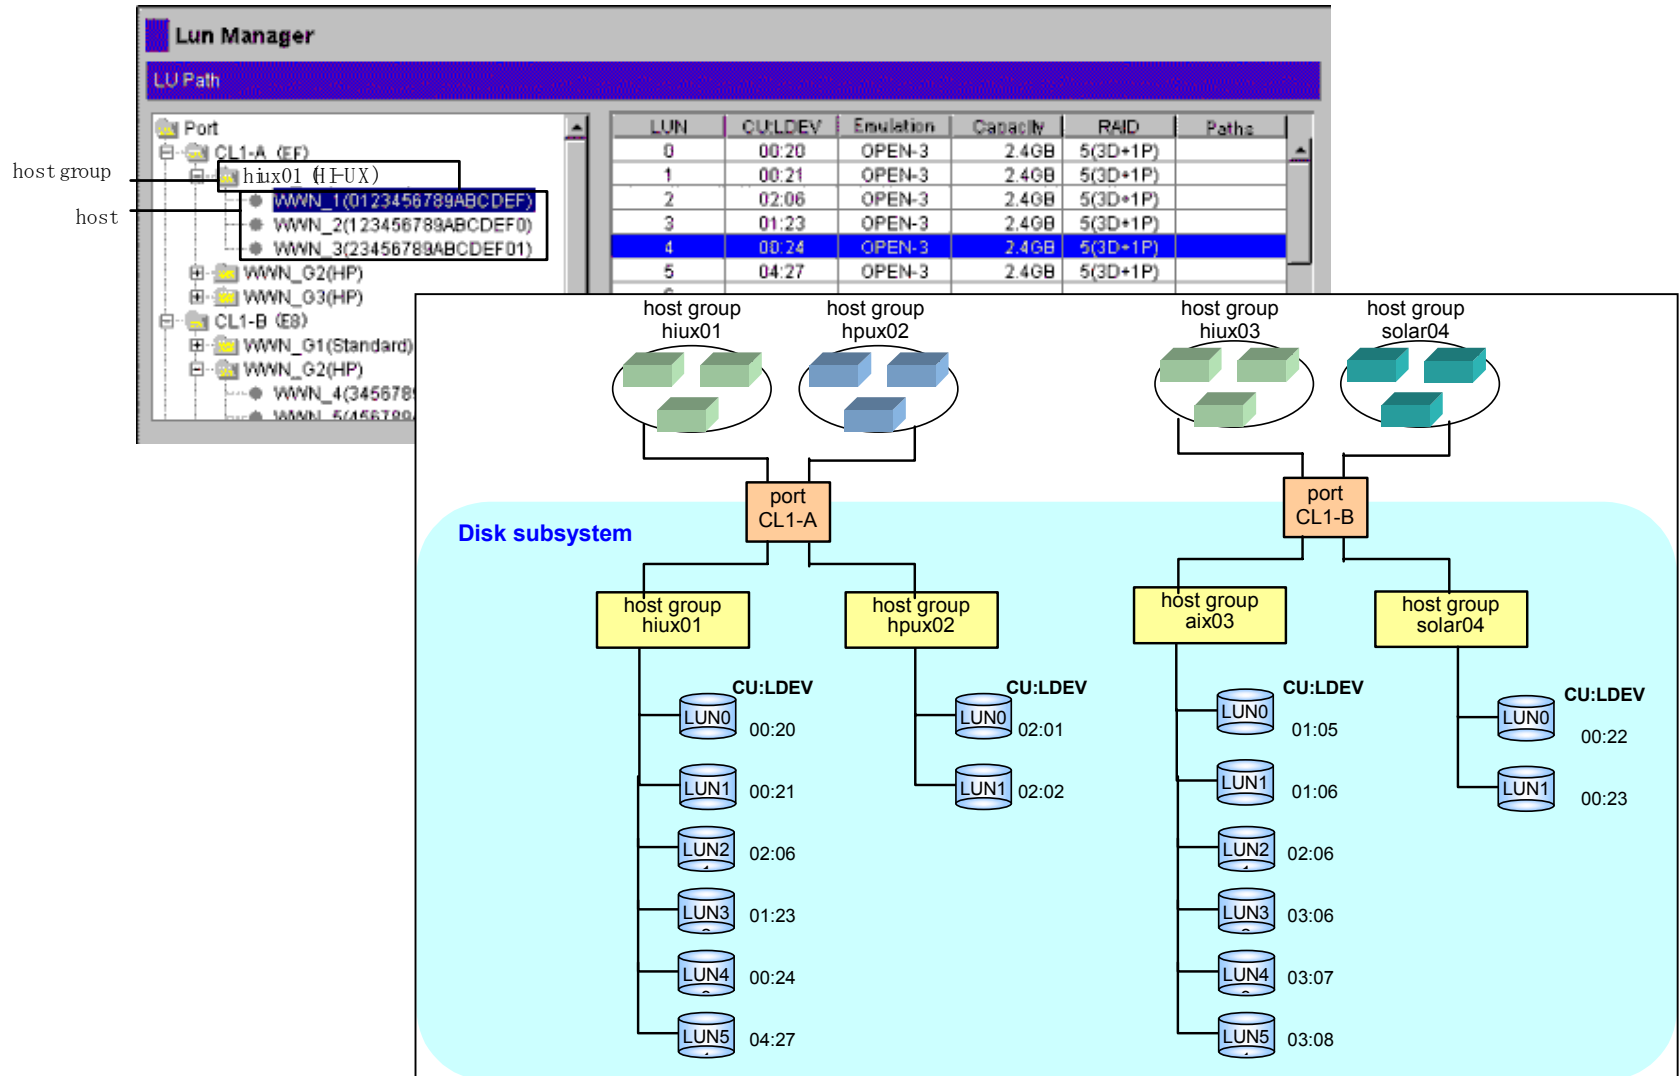 Lun Manager
LU Path
Port
CL1-A (EF)
host group
hiux01 (HI-UX)
host
WWN_1(0123456789ABCDEF)
WWN_2(123456789ABCDEF0)
WWN_3(23456789ABCDEF01)
WWN_G2(HP)
WWN_G3(HP)
CL1-B (E8)
WWN_G1(Standard)
WWN_G2(HP)
WWN_4(3456789
WWN_5(456789
LUN CU:LDEV Emulation Capacity RAID Paths
0 00:20 OPEN-3 2.4GB 5(3D+1P)
1 00:21 OPEN-3 2.4GB 5(3D+1P)
2 02:06 OPEN-3 2.4GB 5(3D+1P)
3 01:23 OPEN-3 2.4GB 5(3D+1P)
4 00:24 OPEN-3 2.4GB 5(3D+1P)
5 04:27 OPEN-3 2.4GB 5(3D+1P)
host group
hiux01
host group
hpux02
host group
hiux03
host group
solar04
port
CL1-A
port
CL1-B
Disk subsystem
host group
hiux01
host group
hpux02
host group
aix03
host group
solar04
CU:LDEV
LUN0 00:20
LUN1 00:21
LUN2 02:06
LUN3 01:23
LUN4 00:24
LUN5 04:27
CU:LDEV
LUN0 02:01
LUN1 02:02
CU:LDEV
LUN0 01:05
LUN1 01:06
LUN2 02:06
LUN3 03:06
LUN4 03:07
LUN5 03:08
CU:LDEV
LUN0 00:22
LUN1 00:23